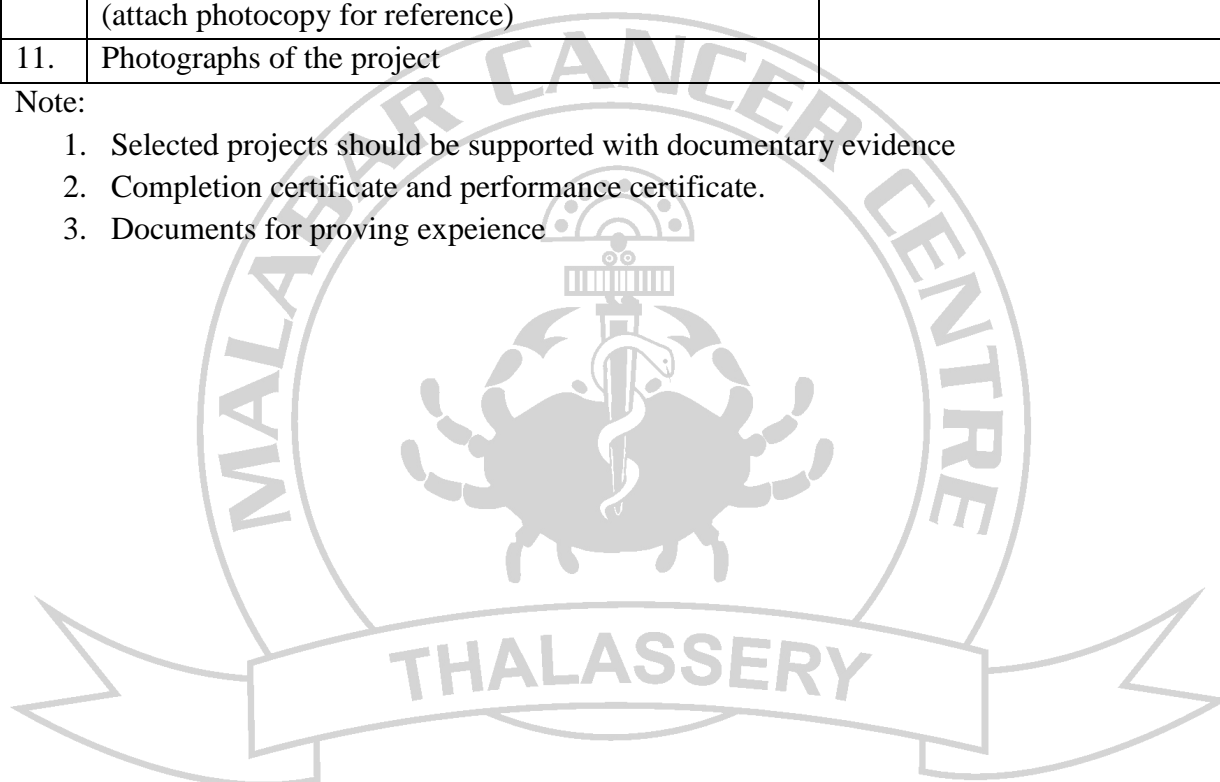 (attach photocopy for reference)
11. Photographs of the project
Note:
1. Selected projects should be supported with documentary evidence
2. Completion certificate and performance certificate.
3. Documents for proving expeience
MALABAR CANCER CENTRE
THALASSERY